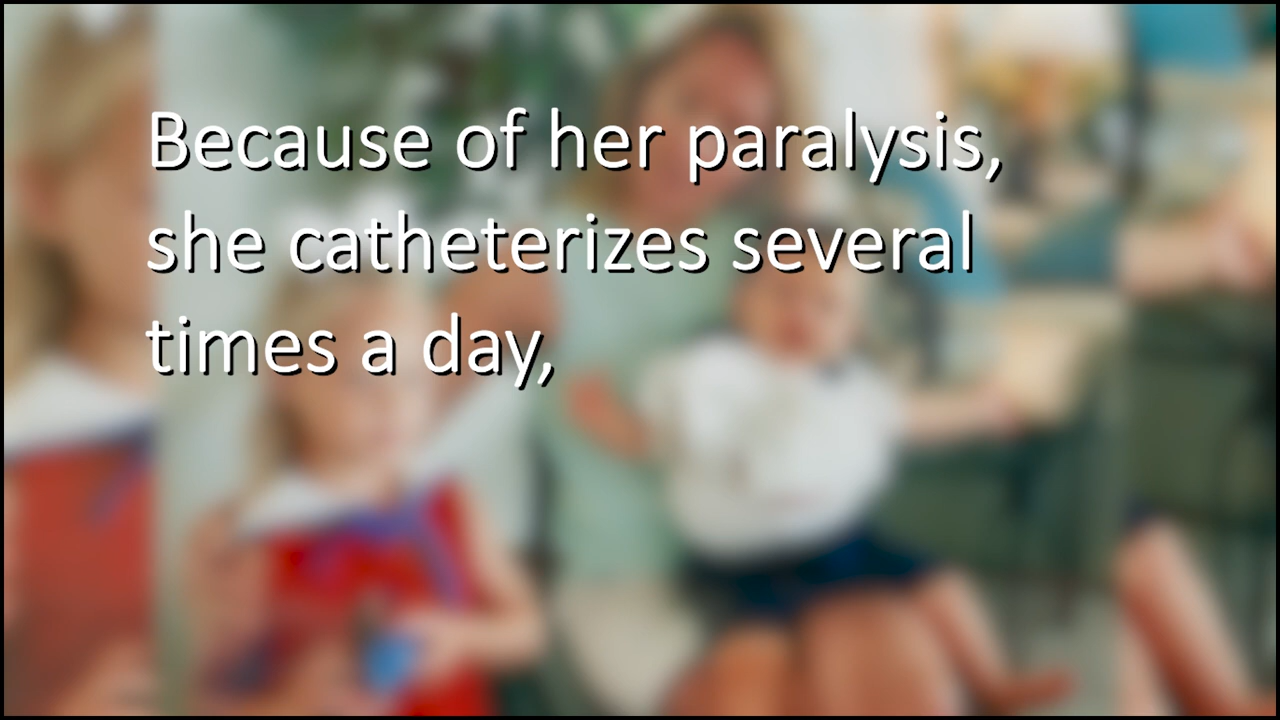 Because of her paralysis,
she catheterizes several
times a day,